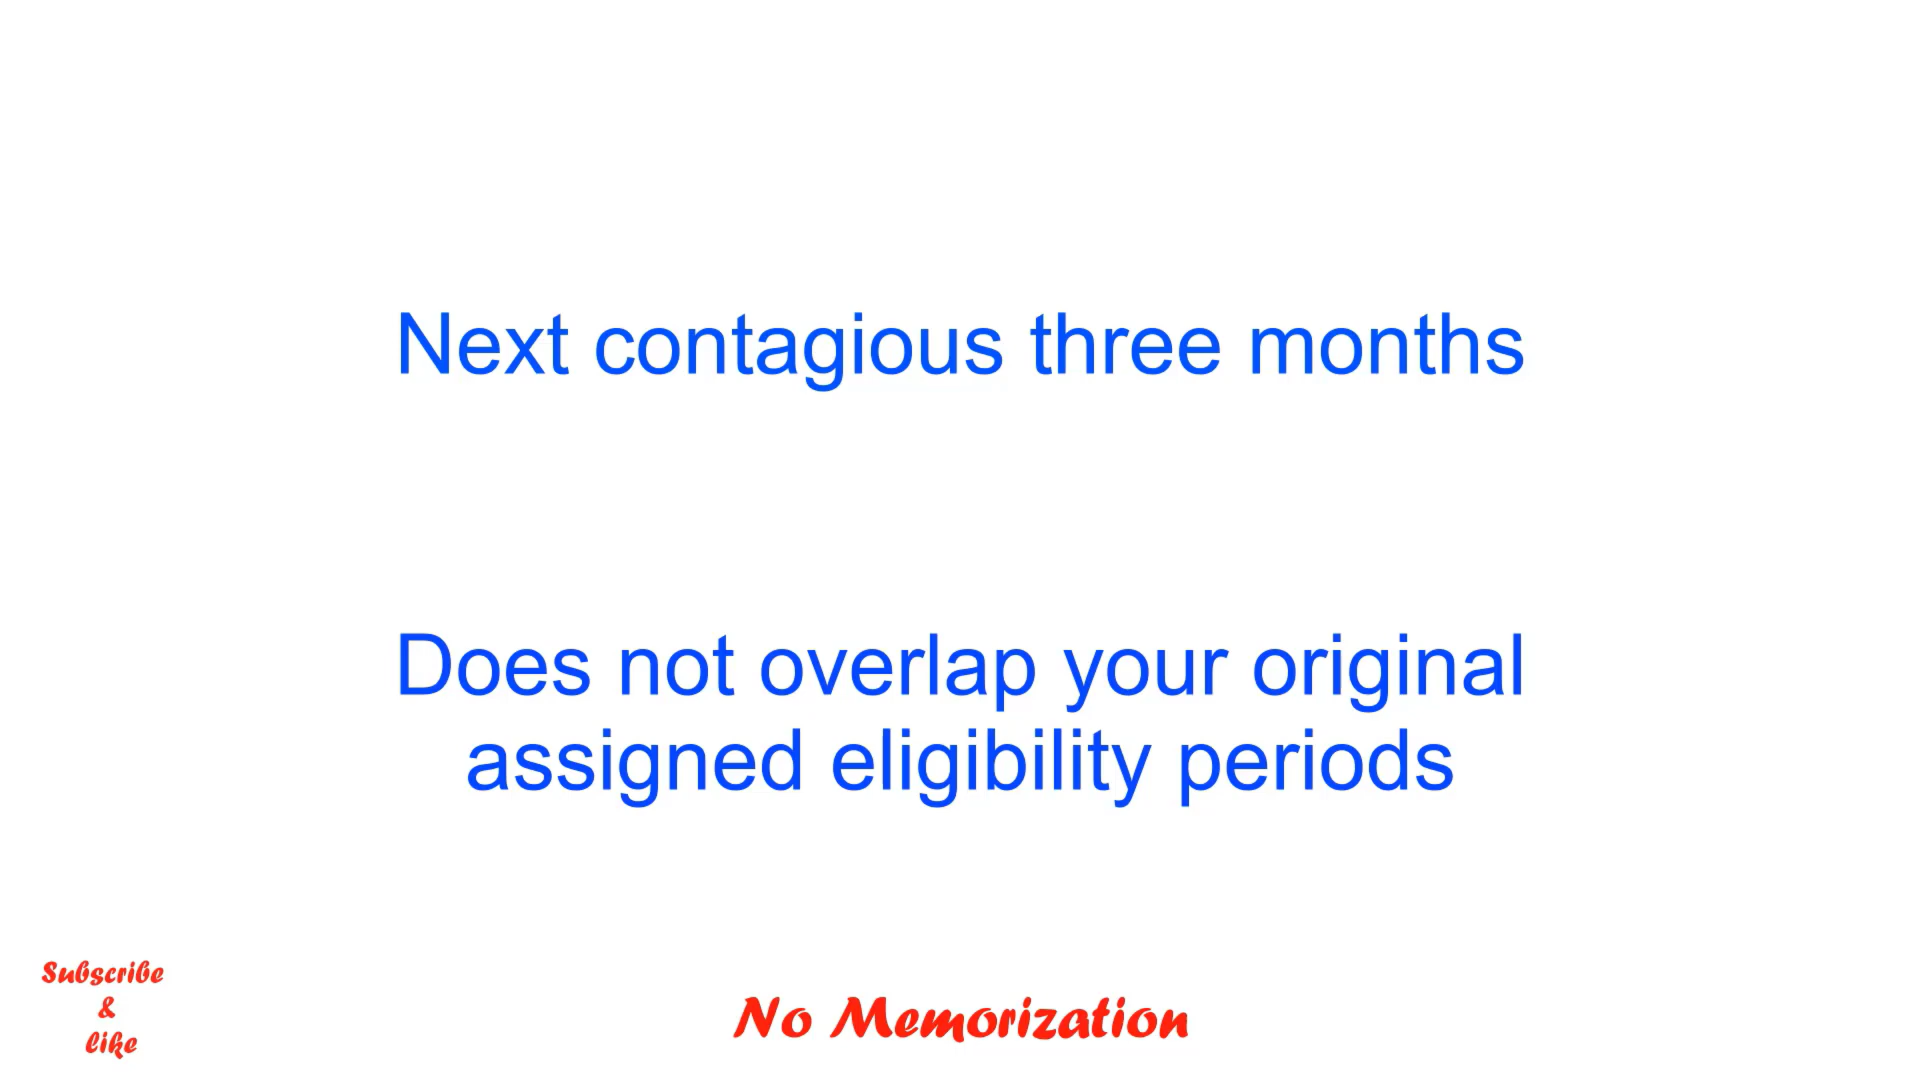 Next contagious three months
Does not overlap your original
assigned eligibility periods
Subscribe
&
like
No Memorization